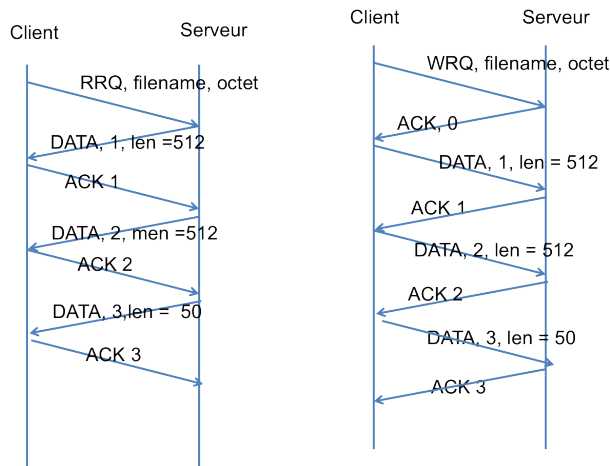 Client
Serveur
RRQ, filename, octet
DATA, 1, len =512
ACK 1
DATA, 2, men =512
ACK 2
DATA, 3,len =  50
ACK 3
Client
Serveur
WRQ, filename, octet
ACK, 0
DATA, 1, len = 512
ACK 1
DATA, 2, len = 512
ACK 2
DATA, 3, len = 50
ACK 3